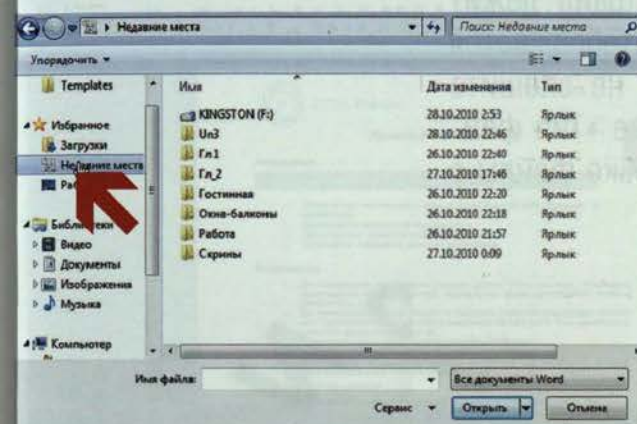 Недавние места
Поиск: Недавние места
Упорядочить
Templates
Избранное
Загрузки
Недавние места
Библиотеки
Видео
Документы
Изображения
Музыка
Компьютер
Имя Дата изменения Тип
KINGSTON (F:) 28.10.2010 2:53 Ярлык
Un3 28.10.2010 22:46 Ярлык
Гл1 26.10.2010 22:40 Ярлык
Гл_2 27.10.2010 17:46 Ярлык
Гостинная 26.10.2010 22:20 Ярлык
Окна-балконы 26.10.2010 22:18 Ярлык
Работа 26.10.2010 21:57 Ярлык
Скрины 27.10.2010 0:09 Ярлык
Имя файла: Все документы Word
Сервис Открыть Отмена